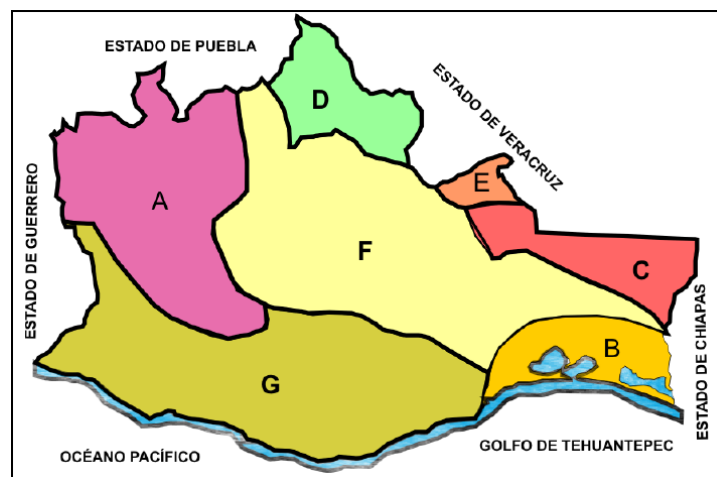 ESTADO DE PUEBLA
ESTADO DE VERACRUZ
D
A
E
ESTADO DE GUERRERO
F
C
ESTADO DE CHIAPAS
B
G
GOLFO DE TEHUANTEPEC
OCÉANO PACÍFICO